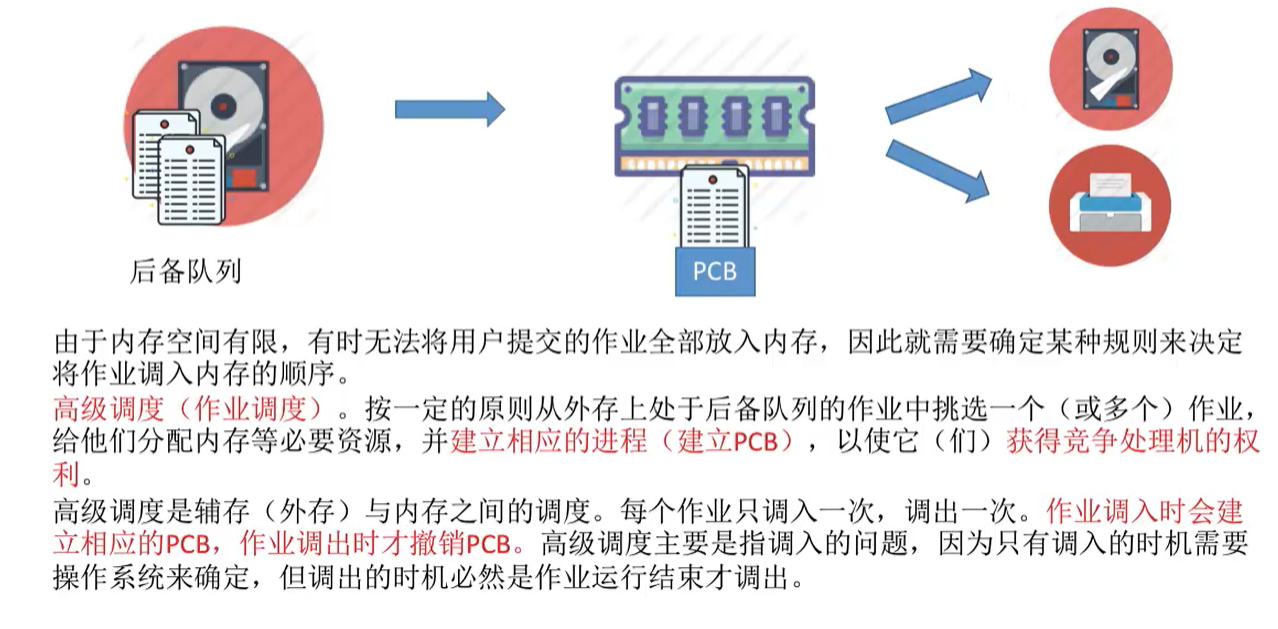 后备队列
PCB
由于内存空间有限，有时无法将用户提交的作业全部放入内存，因此就需要确定某种规则来决定
将作业调入内存的顺序。
高级调度（作业调度）。按一定的原则从外存上处于后备队列的作业中挑选一个（或多个）作业，
给他们分配内存等必要资源，并建立相应的进程（建立PCB），以使它（们）获得竞争处理机的权
利。
高级调度是辅存（外存）与内存之间的调度。每个作业只调入一次，调出一次。作业调入时会建
立相应的PCB，作业调出时才撤销PCB。高级调度主要是指调入的问题，因为只有调入的时机需要
操作系统来确定，但调出的时机必然是作业运行结束才调出。